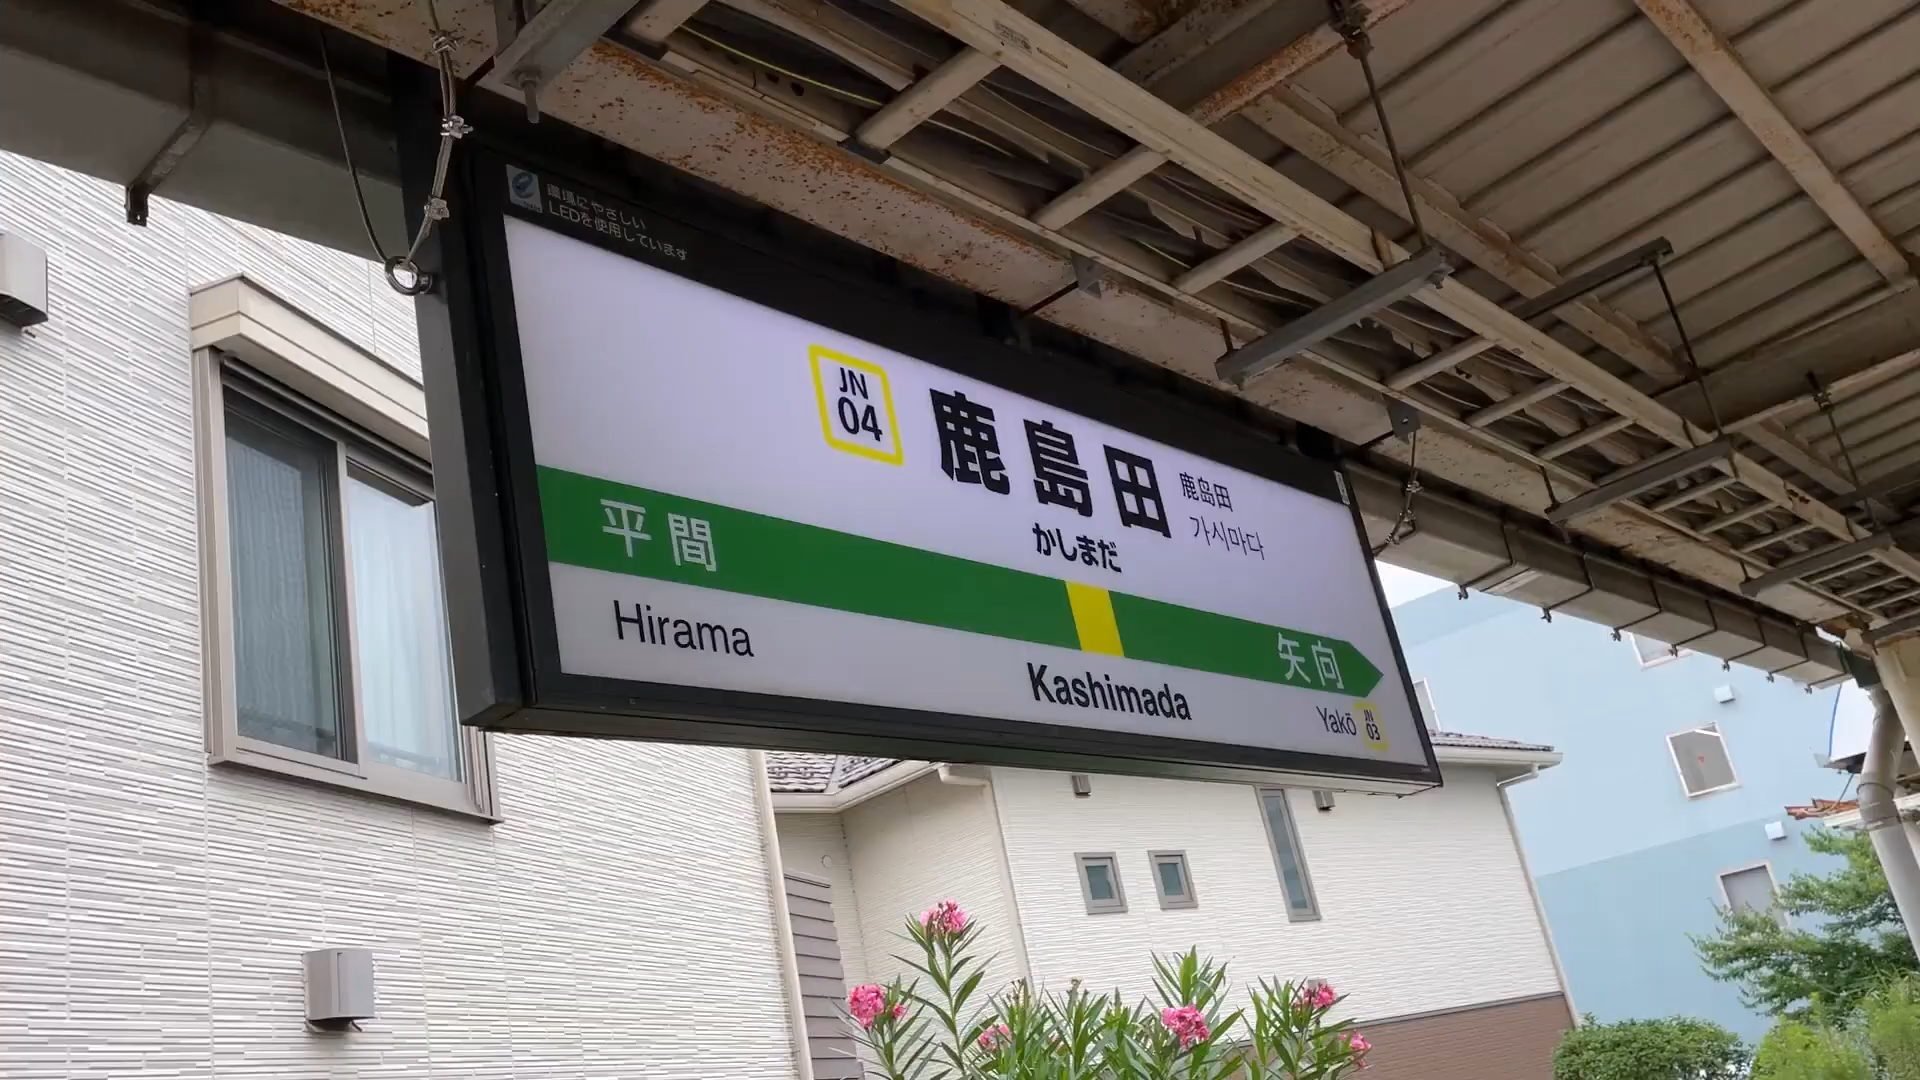 環境にやさしい
LEDを使用しています
JN
04
鹿島田
鹿岛田
가시마다
かしまだ
平間
矢向
Hirama
Kashimada
Yakō
JN
03